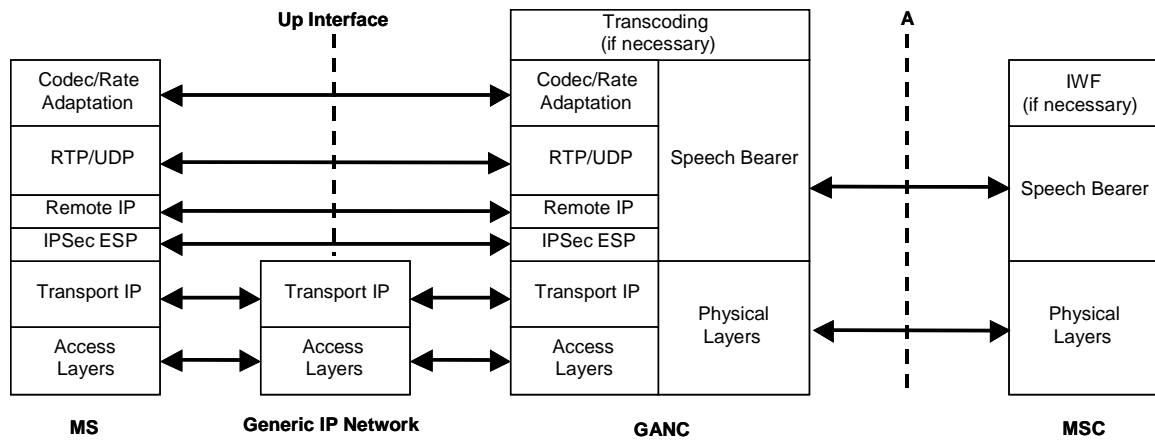 Up Interface
Transcoding
(if necessary)
A
Codec/Rate
Adaptation
Codec/Rate
Adaptation
IWF
(if necessary)
RTP/UDP
RTP/UDP
Speech Bearer
Speech Bearer
Remote IP
Remote IP
IPSec ESP
IPSec ESP
Transport IP
Transport IP
Transport IP
Physical
Layers
Physical
Layers
Access
Layers
Access
Layers
Access
Layers
MS
Generic IP Network
GANC
MSC